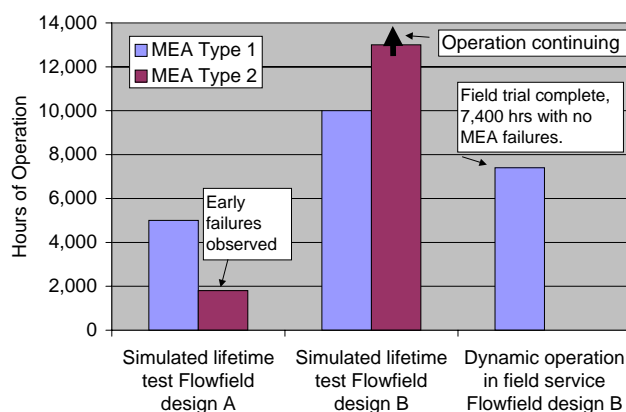 14,000
12,000
10,000
8,000
6,000
4,000
2,000
0
Hours of Operation
MEA Type 1
MEA Type 2
Early
failures
observed
Operation continuing
Field trial complete,
7,400 hrs with no
MEA failures.
Simulated lifetime
test Flowfield
design A
Simulated lifetime
test Flowfield
design B
Dynamic operation
in field service
Flowfield design B